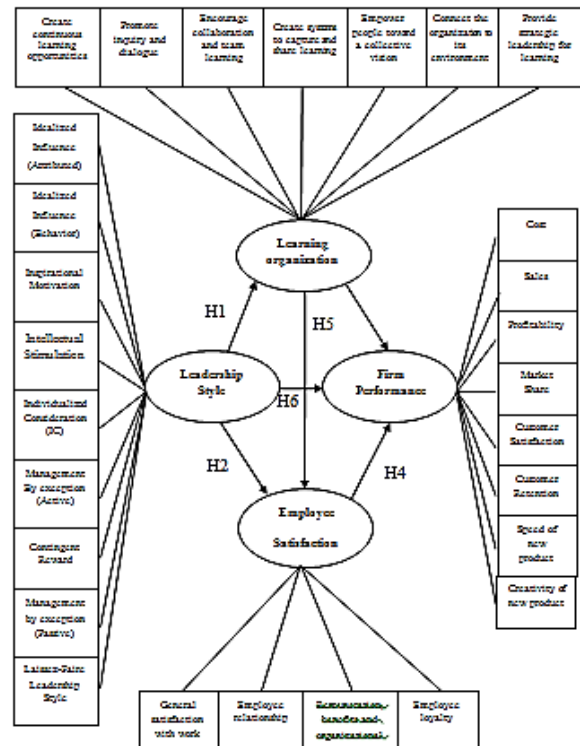 Create
continuous
learning
opportunities
Promote
inquiry and
dialogue
Encourage
collaboration
and team
learning
Create system
to capture and
share learning
Empower
people toward
a collective
vision
Connect the
organization to
its
environment
Provide
strategic
leadership for
learning
Idealized
Influence
(Attributed)
Idealized
Influence
(Behavior)
Inspirational
Motivation
Intellectual
Stimulation
Individualized
Consideration
(IC)
Management
By exception
(Active)
Contingent
Reward
Management
by exception
(Passive)
Laissez-Faire
Leadership
Style
Learning
organization
H1
H5
Leadership
Style
Firm
Performance
H6
H2
H4
Employee
Satisfaction
Cost
Sales
Profitability
Market
Share
Customer
Satisfaction
Customer
Retention
Speed of
new
product
Creativity of
new product
General
satisfaction
with work
Employee
relationship
Remuneration,
benefits and
organizational
Employee
loyalty